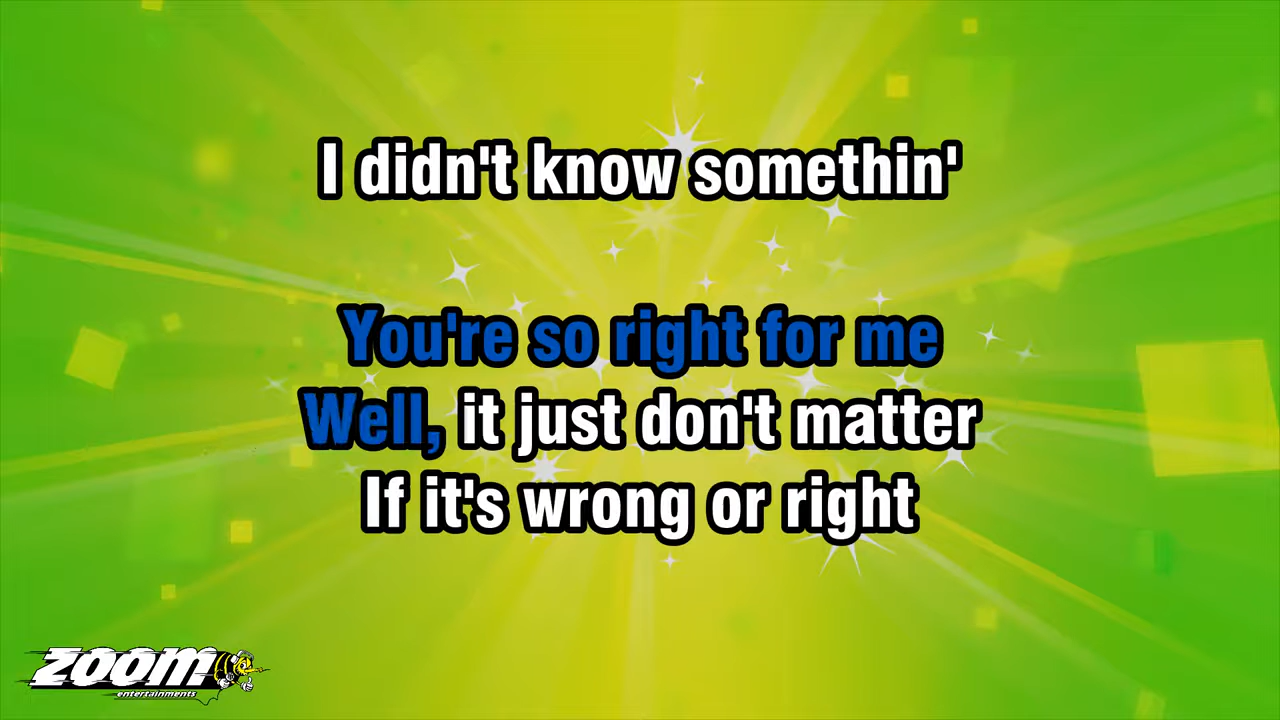 I didn't know somethin'
You're so right for me
Well, it just don't matter
If it's wrong or right
ZOOM
entertainments